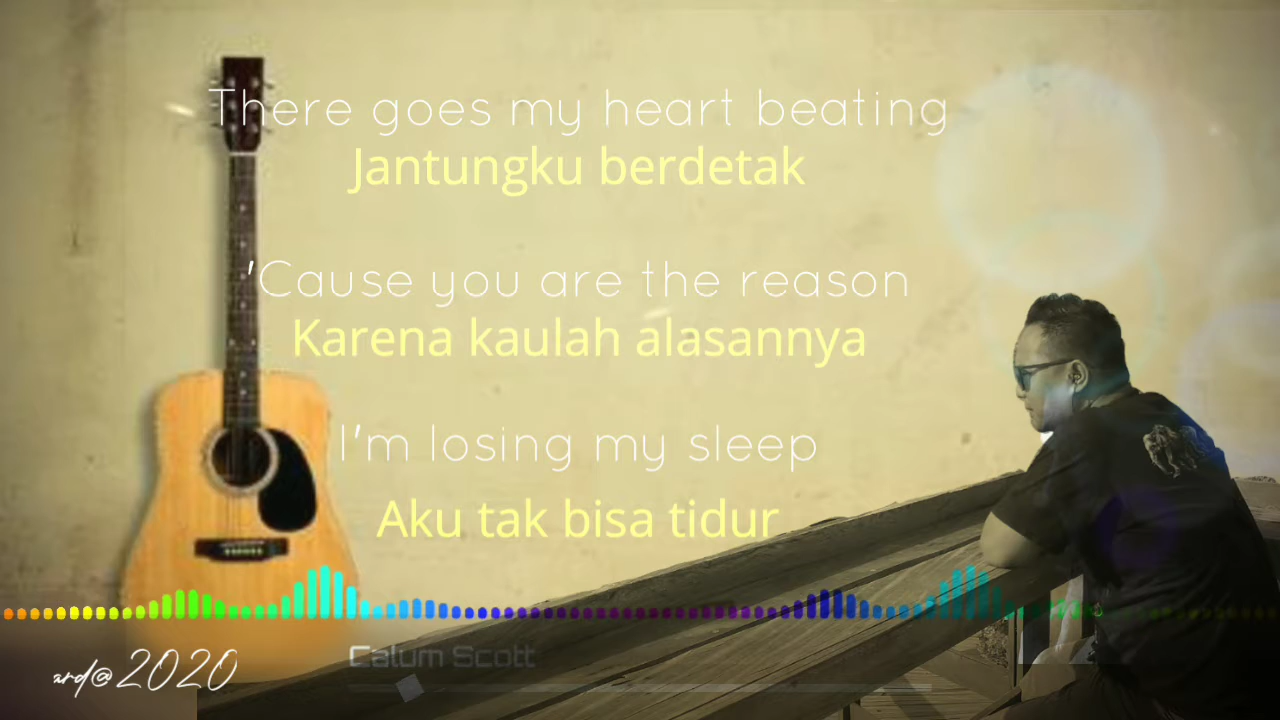 There goes my heart beating
Jantungku berdetak
'Cause you are the reason
Karena kaulah alasannya
I'm losing my sleep
Aku tak bisa tidur
Calum Scott
ard@2020